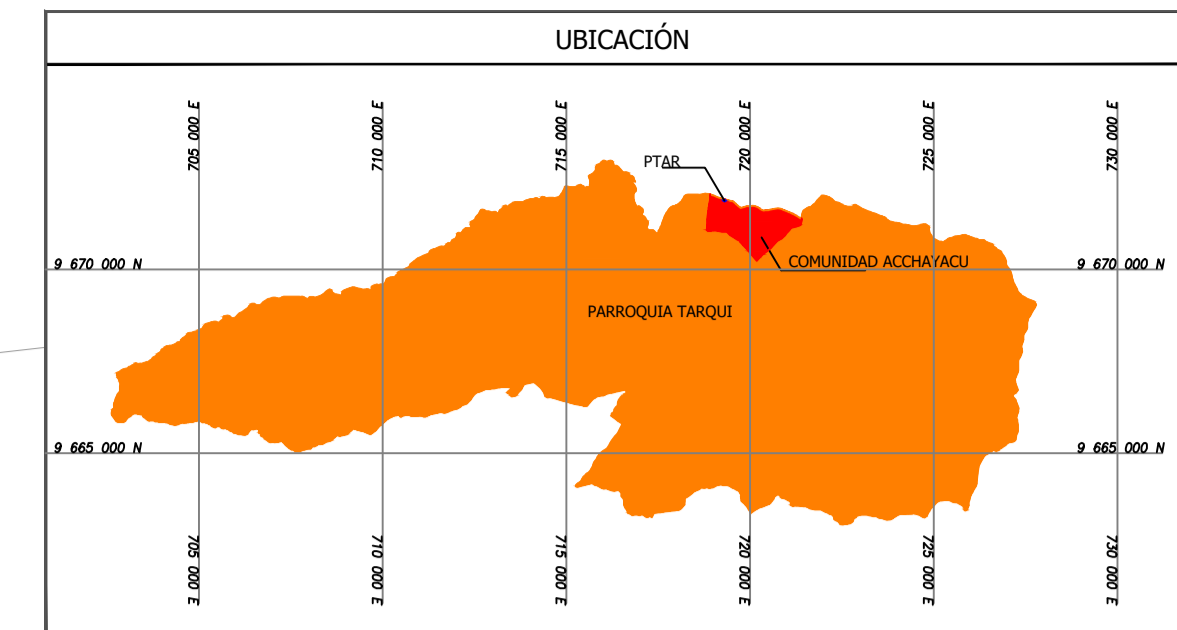 UBICACIÓN
705 000 E
710 000 E
715 000 E
720 000 E
725 000 E
730 000 E
PTAR
COMUNIDAD ACCHAYACU
9 670 000 N
9 670 000 N
PARROQUIA TARQUI
9 665 000 N
9 665 000 N
705 000 E
710 000 E
715 000 E
720 000 E
725 000 E
730 000 E